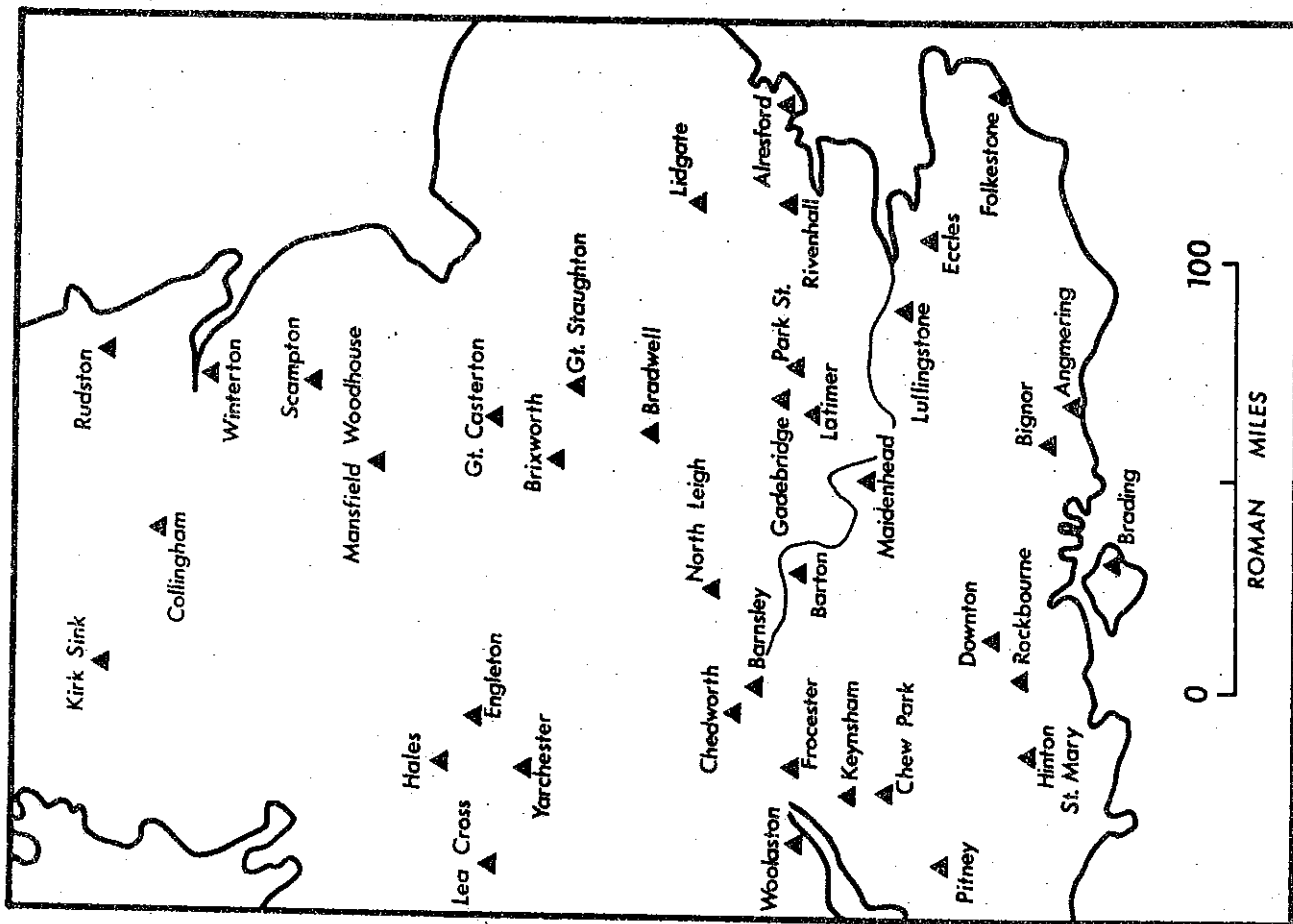 Rudston
Kirk Sink
Collingham
Winterton
Scampton
Mansfield Woodhouse
Hales
Lea Cross
Engleton
Yarchester
Gt. Casterton
Brixworth
Gt. Staughton
Bradwell
Lidgate
North Leigh
Chedworth
Barnsley
Gadebridge
Park St.
Latimer
Rivenhall
Alresford
Woolaston
Frocester
Keynsham
Chew Park
Barton
Maidenhead
Lullingstone
Eccles
Folkestone
Pitney
Downton
Rockbourne
Hinton
St. Mary
Bignor
Angmering
Brading
0
100
ROMAN MILES